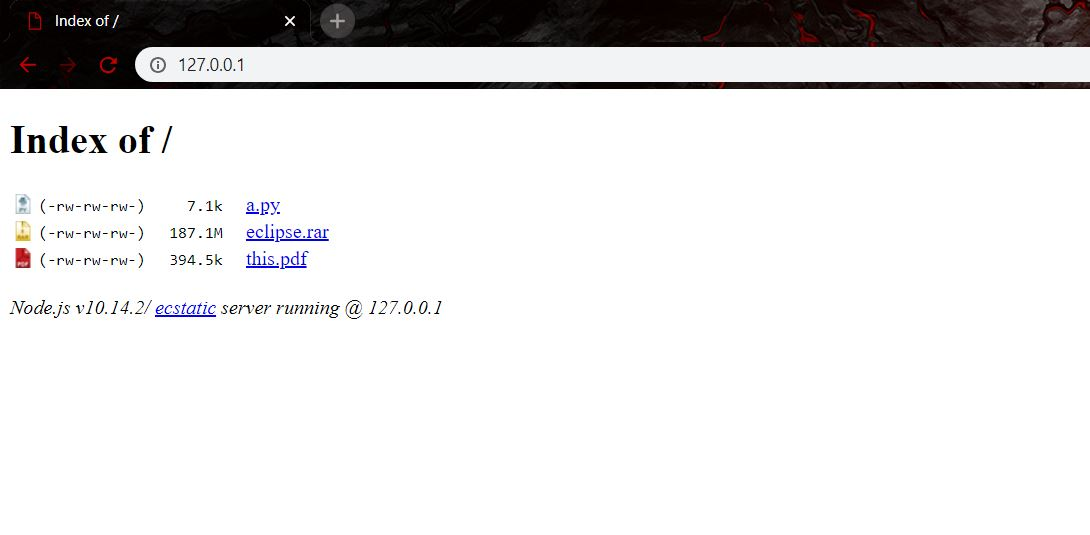 Index of /
127.0.0.1
Index of /
(-rw-rw-rw-) 7.1k a.py
(-rw-rw-rw-) 187.1M eclipse.rar
(-rw-rw-rw-) 394.5k this.pdf
Node.js v10.14.2/ ecstatic server running @ 127.0.0.1